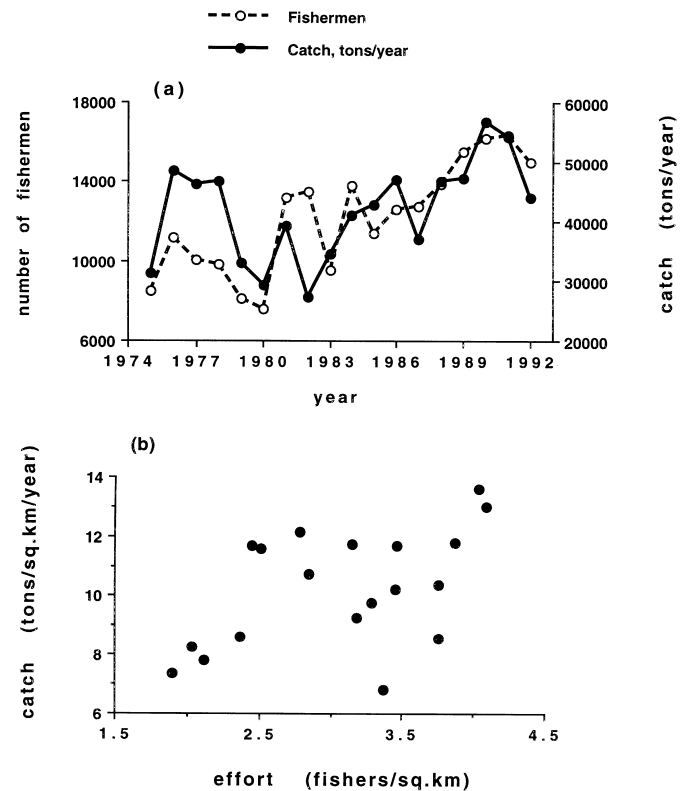 Fishermen
Catch, tons/year
(a)
number of fishermen
18000
14000
10000
6000
60000
50000
40000
30000
20000
catch (tons/year)
1974 1977 1980 1983 1986 1989 1992
year
(b)
catch (tons/sq.km/year)
14
12
10
8
6
1.5 2.5 3.5 4.5
effort (fishers/sq.km)